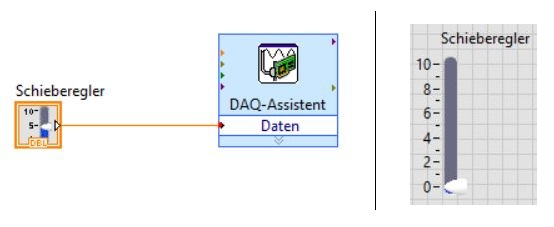 Schieberegler
10-
5-
DBL
DAQ-Assistent
Daten
Schieberegler
10-
8-
6-
4-
2-
0-